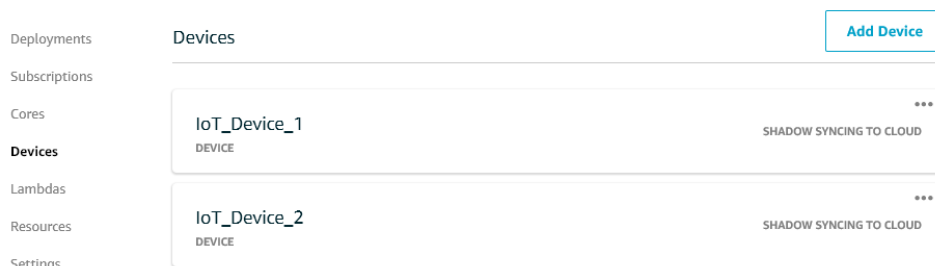 Deployments
Subscriptions
Cores
Devices
Lambdas
Resources
Settings
Devices
Add Device
IoT_Device_1
DEVICE
SHADOW SYNCING TO CLOUD
IoT_Device_2
DEVICE
SHADOW SYNCING TO CLOUD